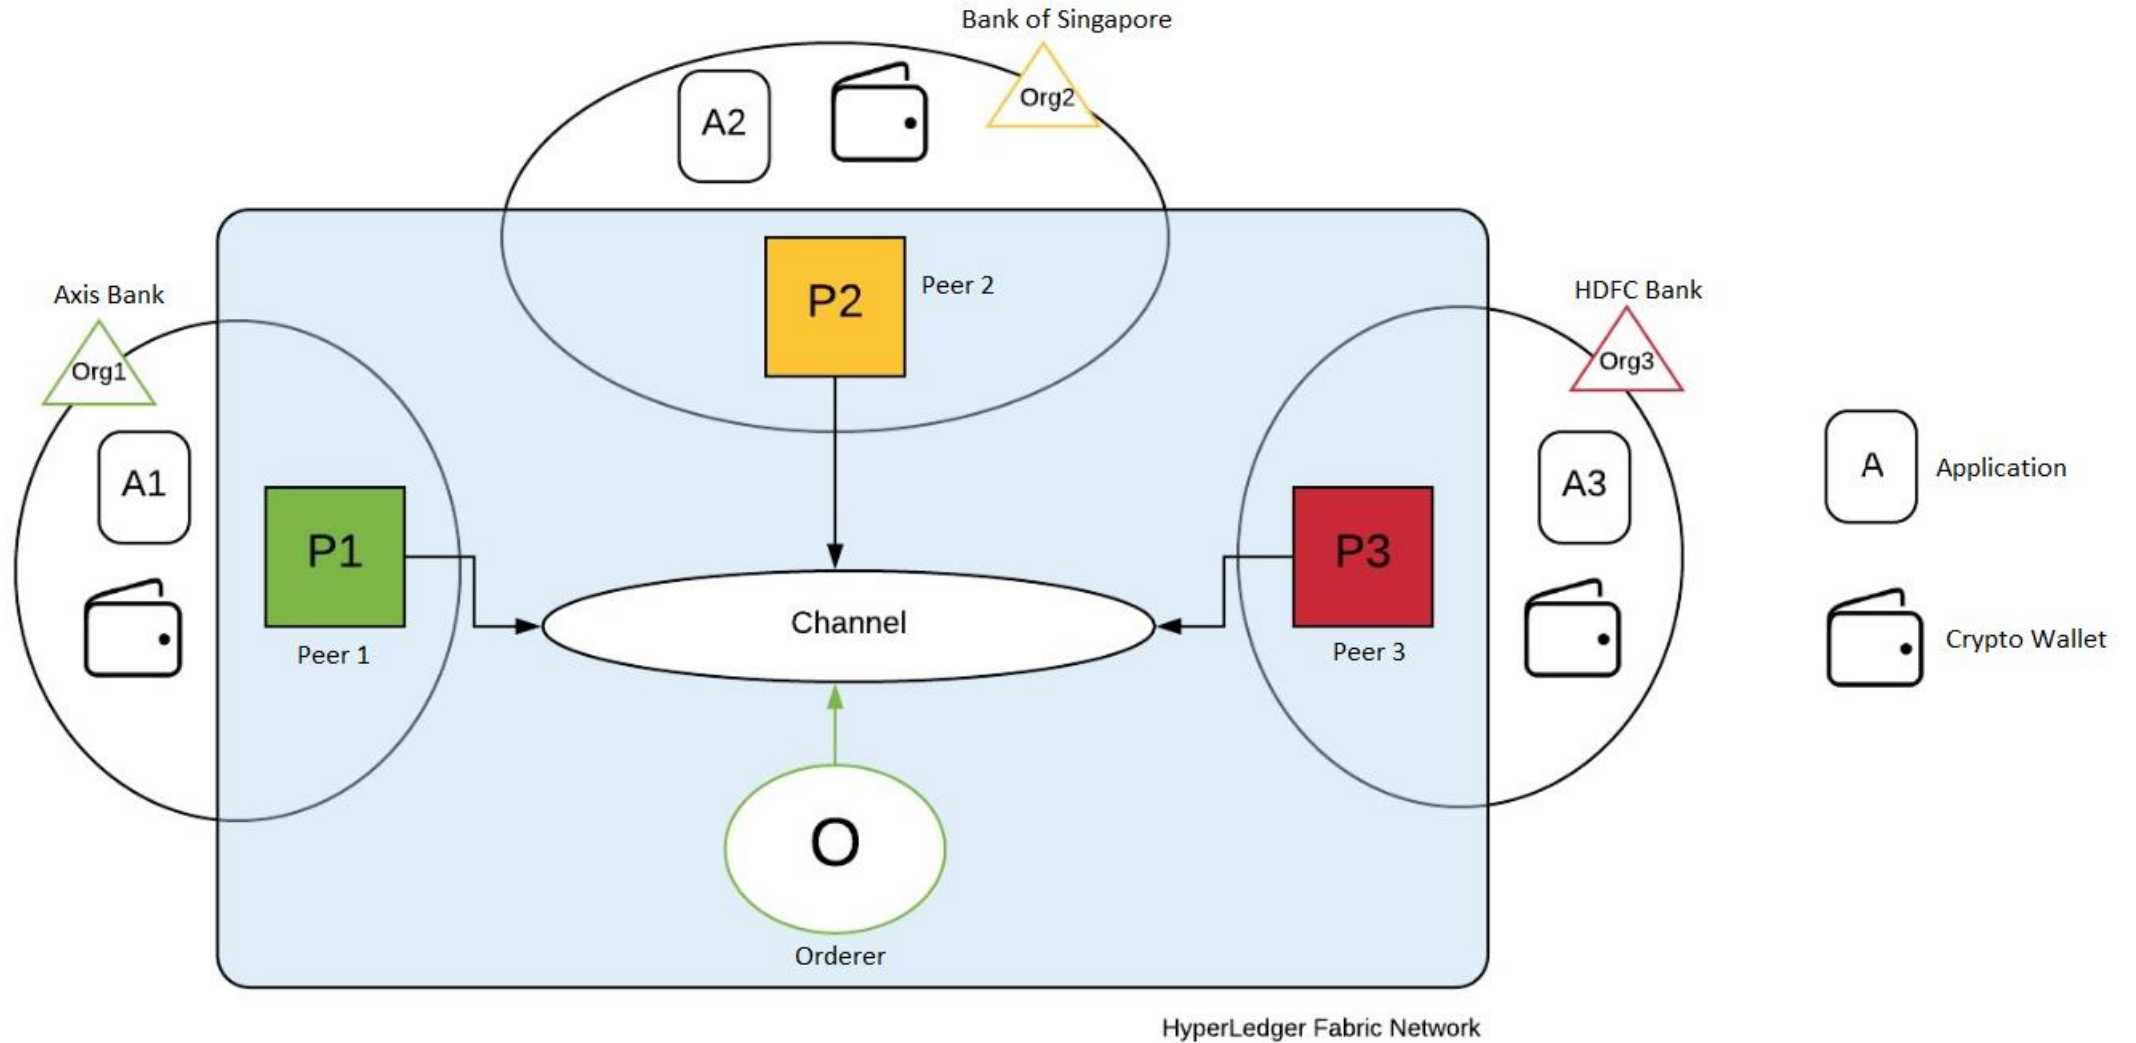 Bank of Singapore
Org2
A2
P2
Peer 2
Axis Bank
Org1
A1
P1
Peer 1
HDFC Bank
Org3
A3
P3
Peer 3
Channel
O
Orderer
A
Application
Crypto Wallet
HyperLedger Fabric Network